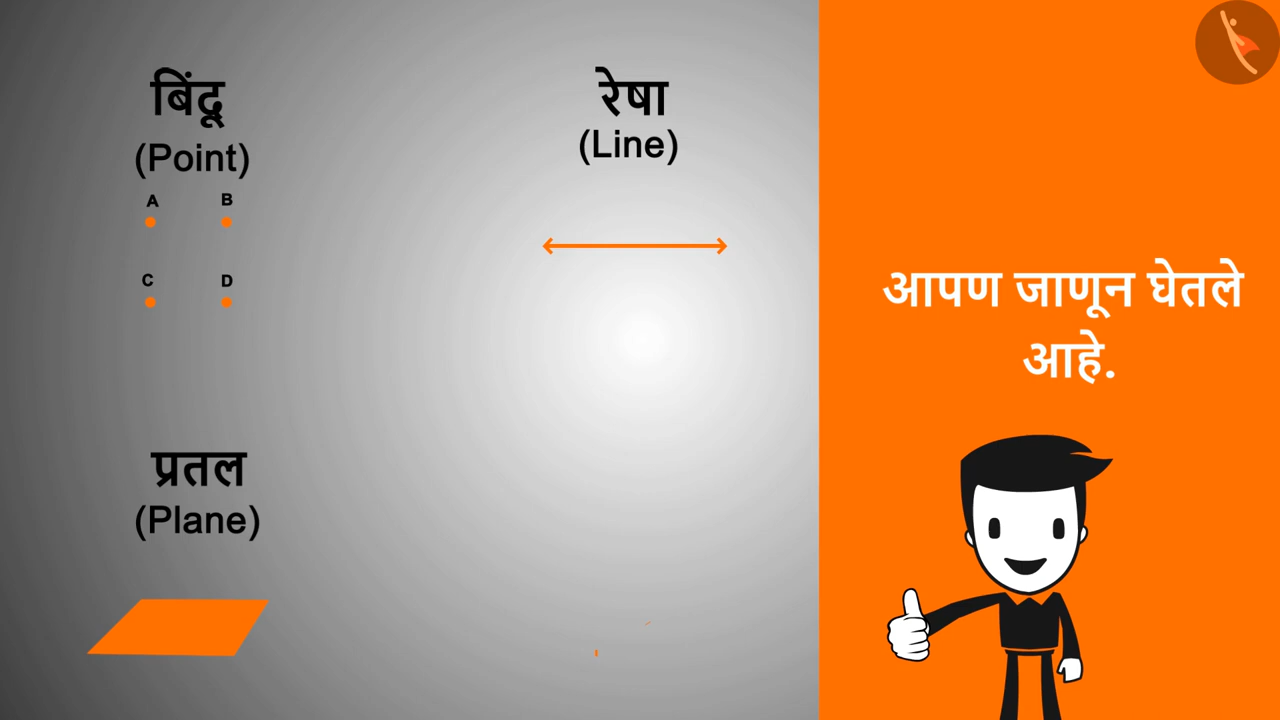 बिंदू
(Point)
A B
C D
रेषा
(Line)
प्रतल
(Plane)
आपण जाणून घेतले
आहे.